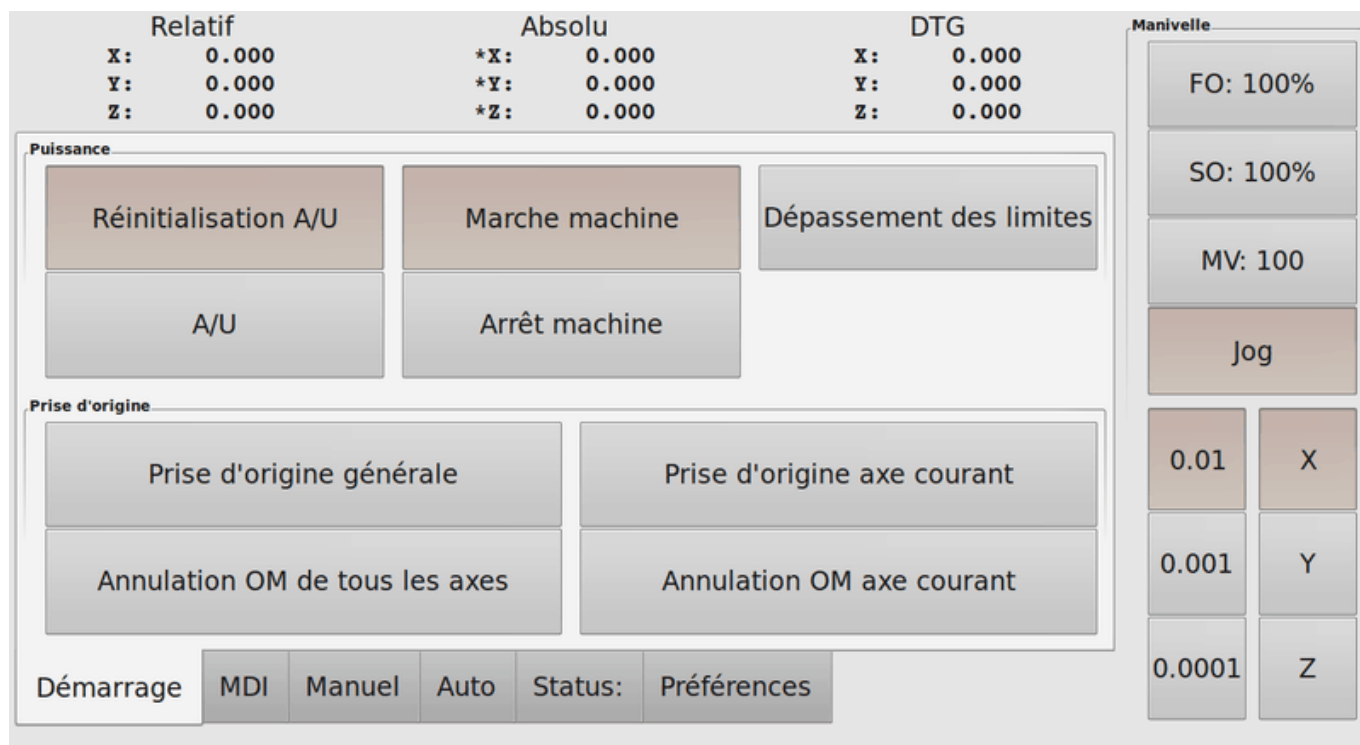 Relatif Absolu DTG
X: 0.000 *X: 0.000 X: 0.000
Y: 0.000 *Y: 0.000 Y: 0.000
Z: 0.000 *Z: 0.000 Z: 0.000
Puissance
Réinitialisation A/U Marche machine Dépassement des limites
A/U Arrêt machine
Prise d'origine
Prise d'origine générale Prise d'origine axe courant
Annulation OM de tous les axes Annulation OM axe courant
Démarrage MDI Manuel Auto Status: Préférences
Manivelle
FO: 100%
SO: 100%
MV: 100
Jog
0.01 X
0.001 Y
0.0001 Z